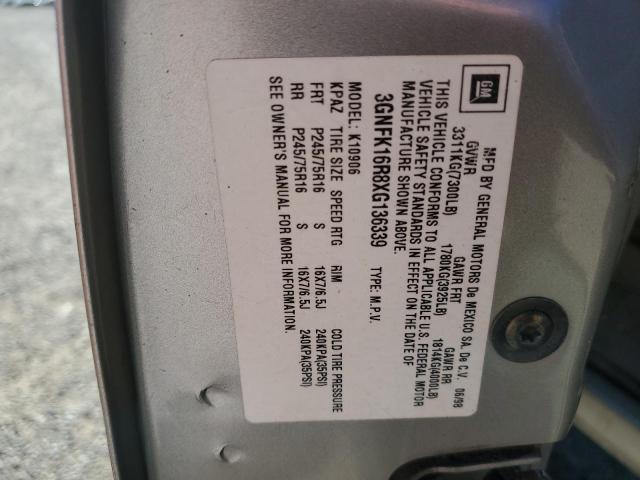 GM
MFD BY GENERAL MOTORS De MEXICO SA. De C.V. 06/98
GVWR GAWR FRT GAWR RR
3311KG(7300LB) 1780KG(3925LB) 1814KG(4000LB)
THIS VEHICLE CONFORMS TO ALL APPLICABLE U.S. FEDERAL MOTOR
VEHICLE SAFETY STANDARDS IN EFFECT ON THE DATE OF
MANUFACTURE SHOWN ABOVE.
3GNFK16R8XG136339 TYPE: M.P.V.
MODEL: K10906
KPAZ TIRE SIZE SPEED RTG RIM COLD TIRE PRESSURE
FRT P245/75R16 S 16X7/6.5J 240KPA(35PSI)
RR P245/75R16 S 16X7/6.5J 240KPA(35PSI)
SEE OWNER'S MANUAL FOR MORE INFORMATION.